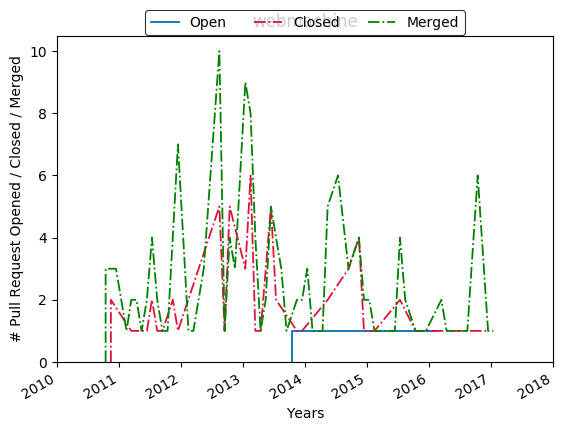 webmachine
Open Closed Merged
# Pull Request Opened / Closed / Merged
10
8
6
4
2
0
2010 2011 2012 2013 2014 2015 2016 2017 2018
Years